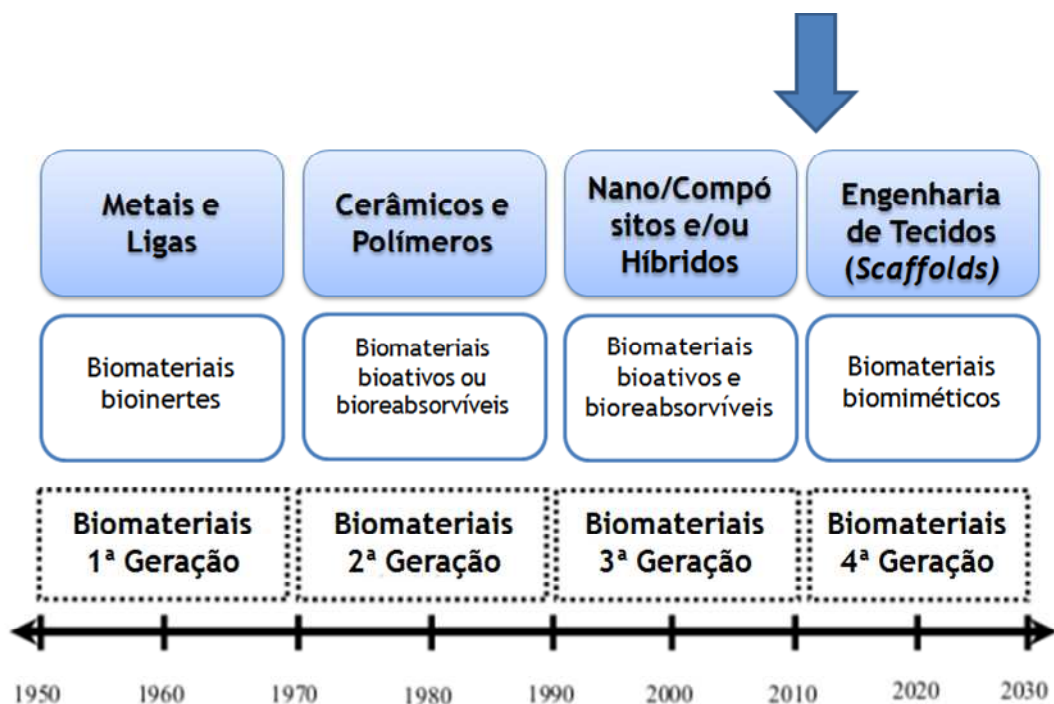 Metais e
Ligas
Cerâmicos e
Polímeros
Nano/Compó
sitos e/ou
Híbridos
Engenharia
de Tecidos
(Scaffolds)
Biomateriais
bioinertes
Biomateriais
bioativos ou
bioreabsorvíveis
Biomateriais
bioativos e
bioreabsorvíveis
Biomateriais
biomiméticos
Biomateriais
1ª Geração
Biomateriais
2ª Geração
Biomateriais
3ª Geração
Biomateriais
4ª Geração
1950 1960 1970 1980 1990 2000 2010 2020 2030